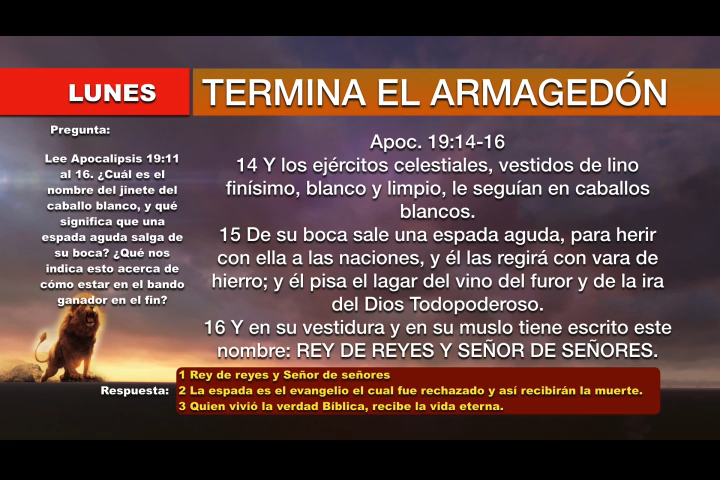 LUNES
TERMINA EL ARMAGEDÓN
Pregunta:
Lee Apocalipsis 19:11
al 16. ¿Cuál es el
nombre del jinete del
caballo blanco, y qué
significa que una
espada aguda salga de
su boca? ¿Qué nos
indica esto acerca de
cómo estar en el bando
ganador en el fin?
Apoc. 19:14-16
14 Y los ejércitos celestiales, vestidos de lino
finísimo, blanco y limpio, le seguían en caballos
blancos.
15 De su boca sale una espada aguda, para herir
con ella a las naciones, y él las regirá con vara de
hierro; y él pisa el lagar del vino del furor y de la ira
del Dios Todopoderoso.
16 Y en su vestidura y en su muslo tiene escrito este
nombre: REY DE REYES Y SEÑOR DE SEÑORES.
Respuesta:
1 Rey de reyes y Señor de señores
2 La espada es el evangelio el cual fue rechazado y así recibirán la muerte.
3 Quien vivió la verdad Bíblica, recibe la vida eterna.